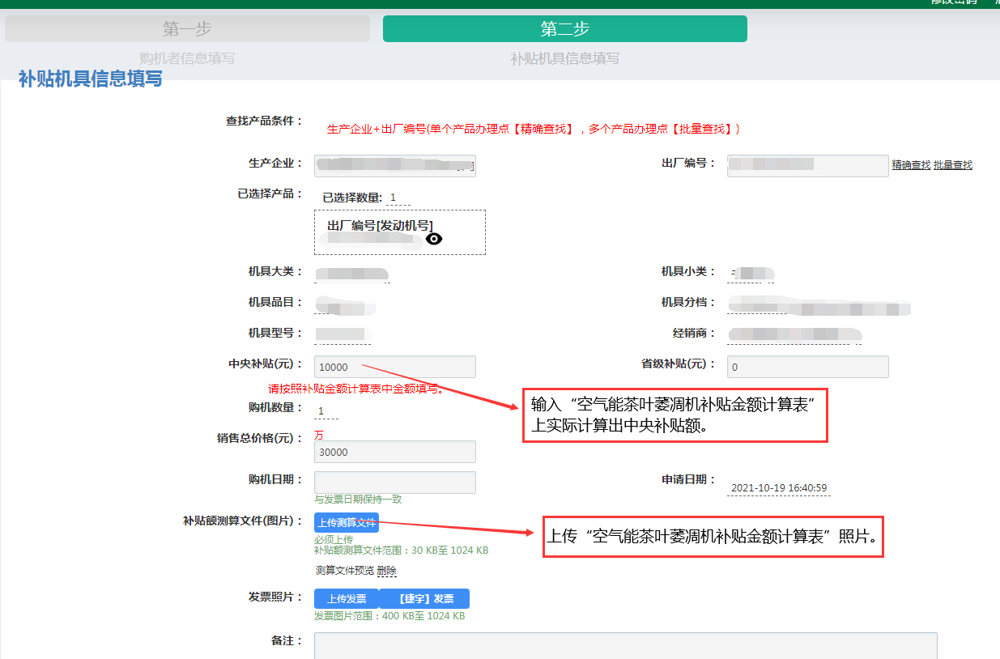 修改密码
第一步
第二步
购机者信息填写
补贴机具信息填写
补贴机具信息填写
查找产品条件：
生产企业+出厂编号(单个产品办理点【精确查找】，多个产品办理点【批量查找】)
生产企业：
出厂编号：
精确查找 批量查找
已选择产品：
已选择数量: 1
出厂编号[发动机号]
机具大类：
机具小类：
机具品目：
机具分档：
机具型号：
经销商：
中央补贴(元)：
10000
省级补贴(元)：
0
请按照补贴金额计算表中金额填写。
输入“空气能茶叶萎凋机补贴金额计算表”
上实际计算出中央补贴额。
购机数量：
1
销售总价格(元)：
万
30000
购机日期：
与发票日期保持一致
申请日期：
2021-10-19 16:40:59
补贴额测算文件(图片)：
上传测算文件
必须上传
补贴额测算文件范围：30 KB至 1024 KB
上传“空气能茶叶萎凋机补贴金额计算表”照片。
测算文件预览 删除
发票照片：
上传发票
【捷宇】发票
发票图片范围：400 KB至 1024 KB
备注：